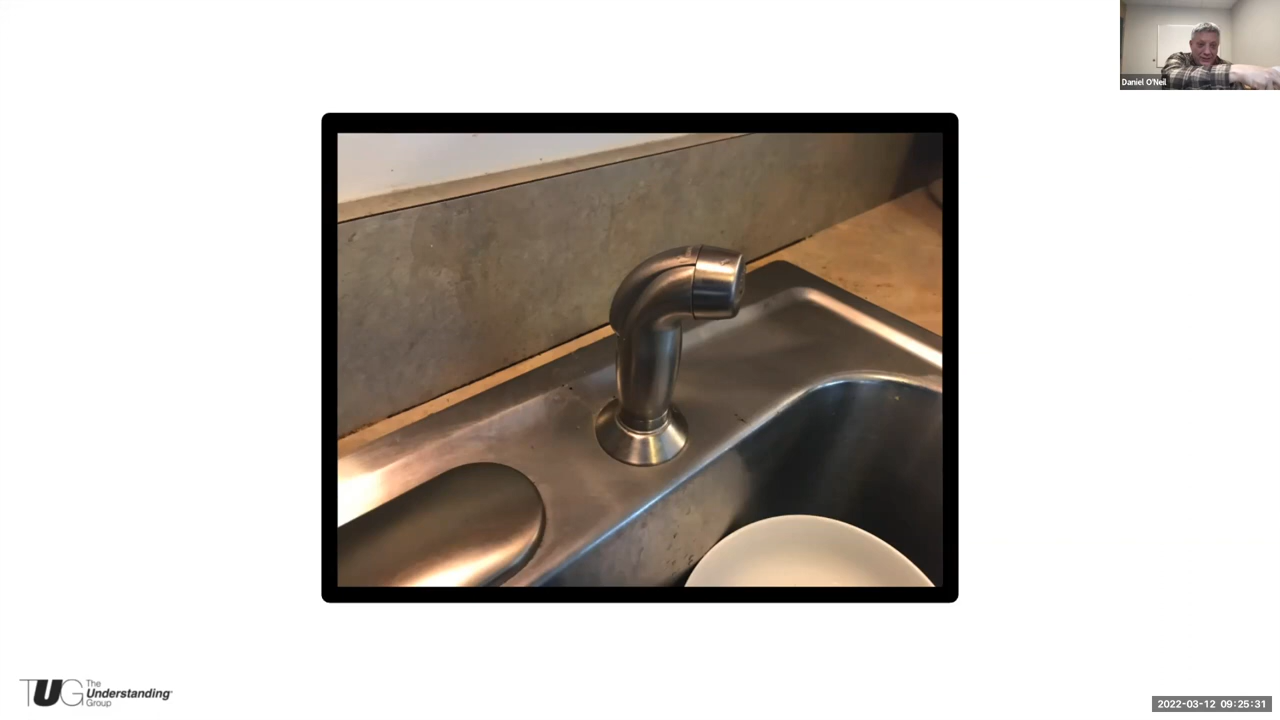 Daniel O'Neil
TUG The
Understanding
Group
2022-03-12 09:25:31